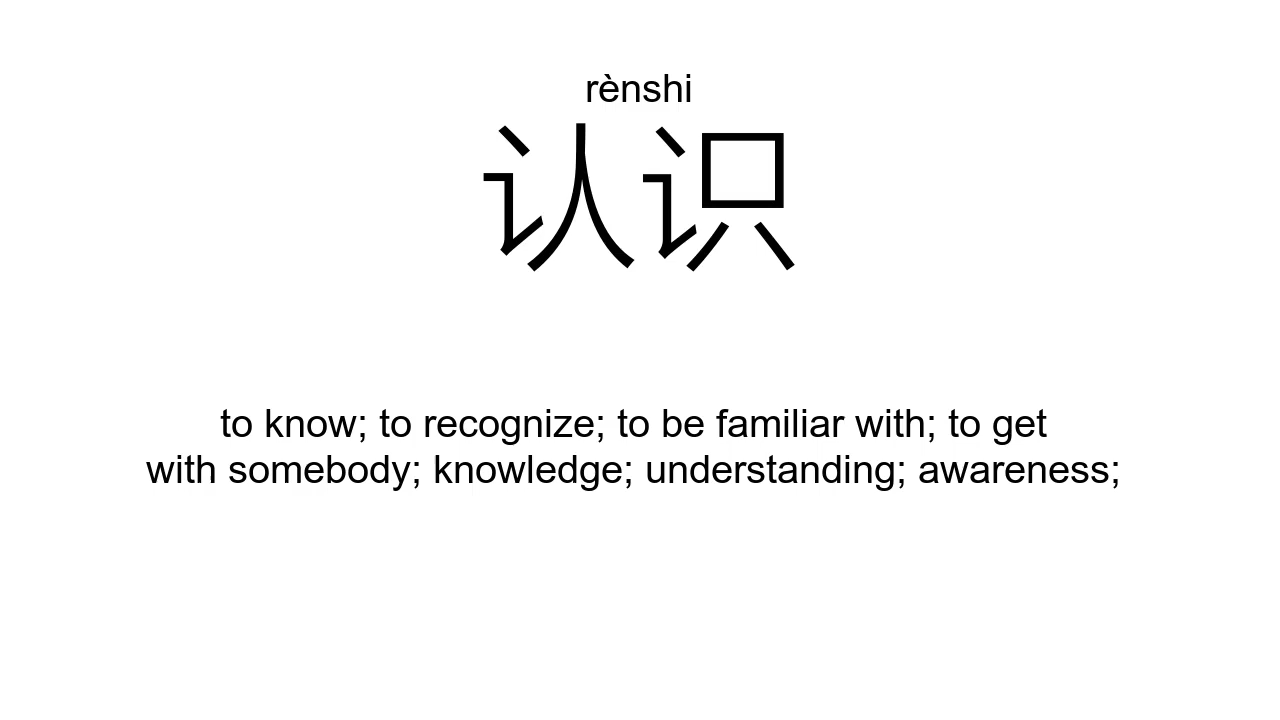 rènshi
认识
to know; to recognize; to be familiar with; to get
with somebody; knowledge; understanding; awareness;